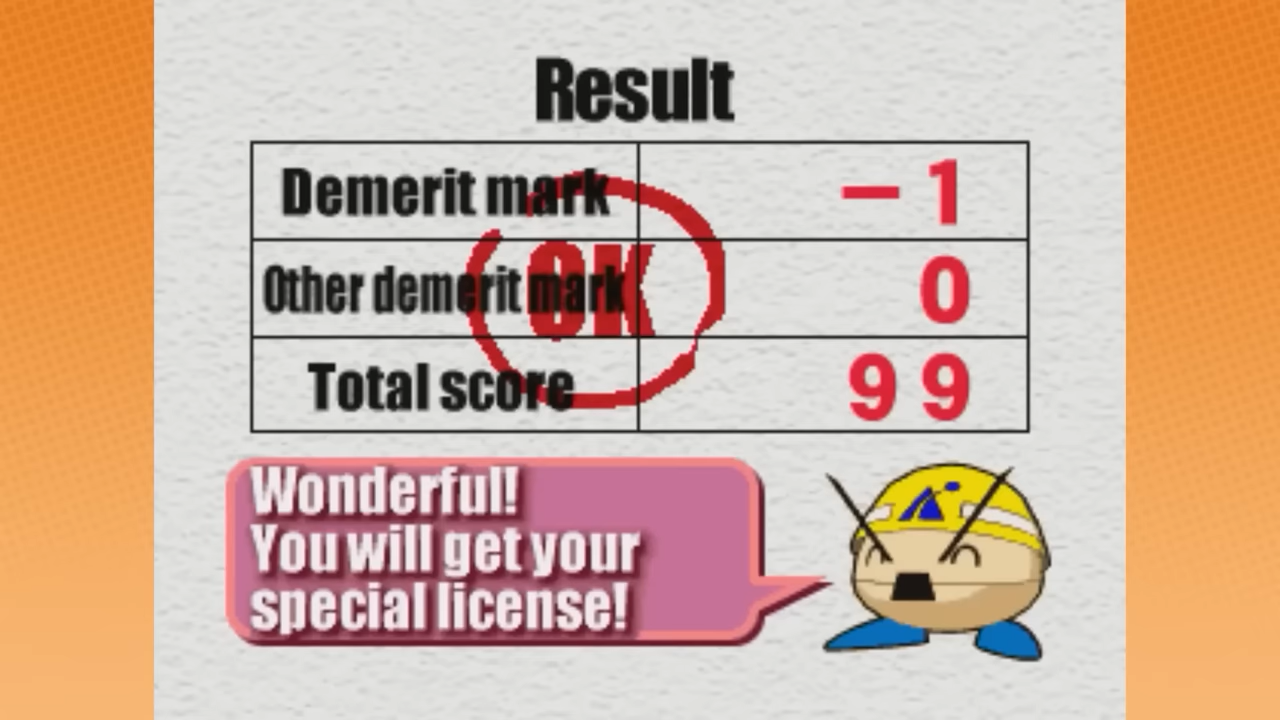 Result
Demerit mark －1
Other demerit mark 0
Total score 99
OK
Wonderful!
You will get your
special license!